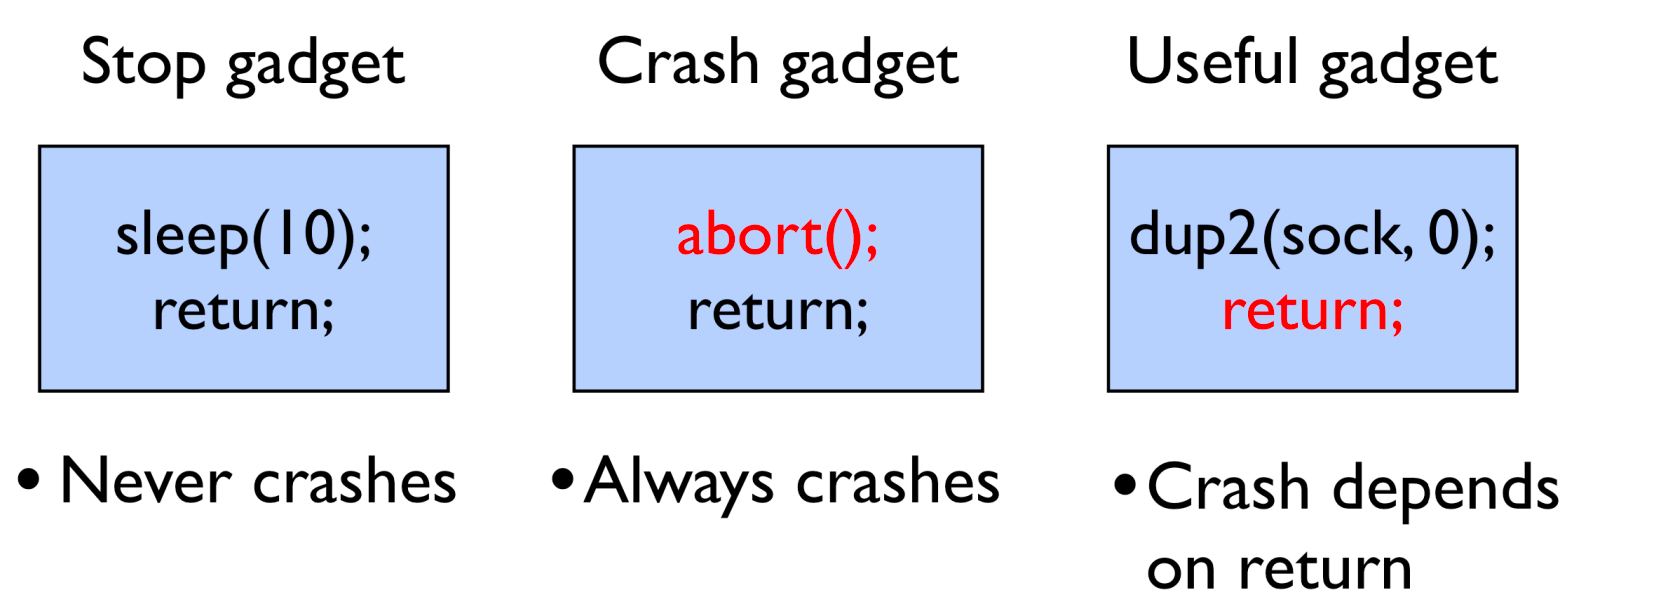 Stop gadget
sleep(10);
return;
• Never crashes
Crash gadget
abort();
return;
• Always crashes
Useful gadget
dup2(sock, 0);
return;
• Crash depends
on return